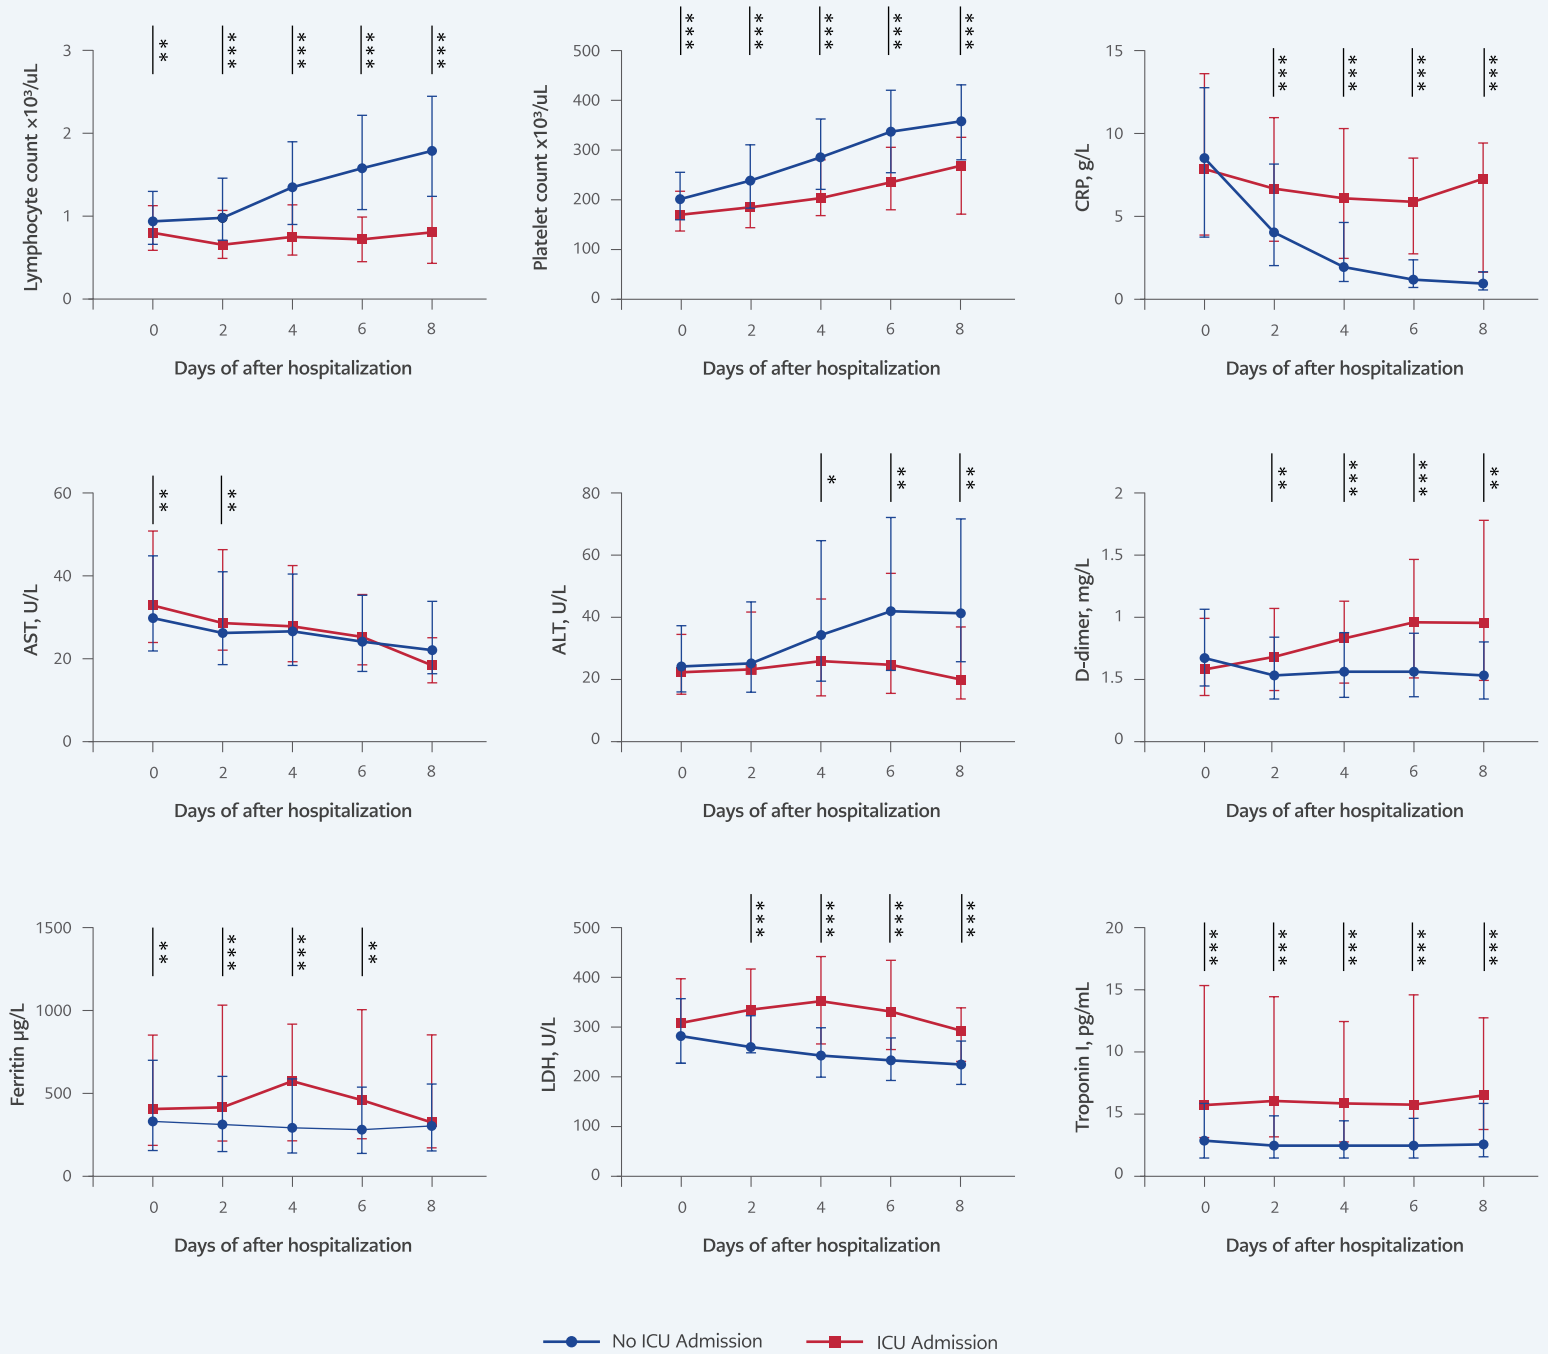 ** *** *** *** ***
Lymphocyte count ×10³/uL
3
2
1
0
0 2 4 6 8
Days of after hospitalization
*** *** *** *** ***
Platelet count x10³/uL
500
400
300
200
100
0
0 2 4 6 8
Days of after hospitalization
*** *** *** ***
CRP, g/L
15
10
5
0
0 2 4 6 8
Days of after hospitalization
** **
AST, U/L
60
40
20
0
0 2 4 6 8
Days of after hospitalization
* ** **
ALT, U/L
80
60
40
20
0
0 2 4 6 8
Days of after hospitalization
** *** *** **
D-dimer, mg/L
2
1.5
1
1.5
0
0 2 4 6 8
Days of after hospitalization
** *** *** **
Ferritin µg/L
1500
1000
500
0
0 2 4 6 8
Days of after hospitalization
*** *** *** ***
LDH, U/L
500
400
300
200
100
0
0 2 4 6 8
Days of after hospitalization
*** *** *** *** ***
Troponin I, pg/mL
20
15
10
15
0
0 2 4 6 8
Days of after hospitalization
No ICU Admission
ICU Admission